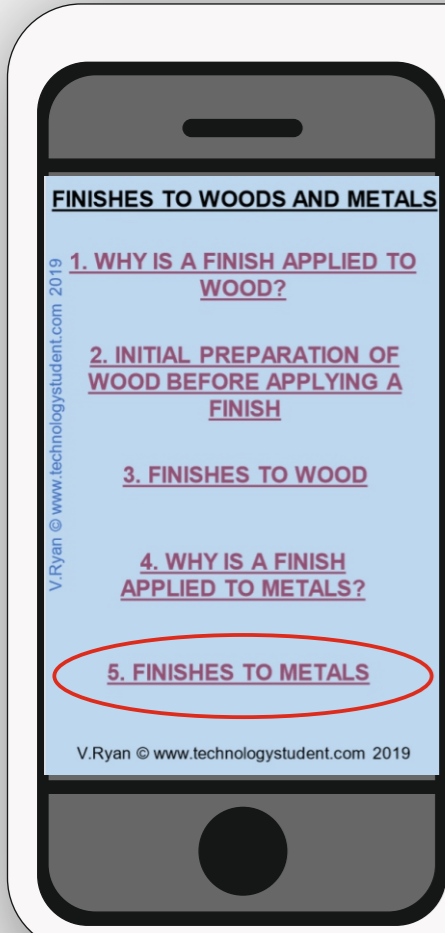 FINISHES TO WOODS AND METALS
V.Ryan © www.technologystudent.com 2019
1. WHY IS A FINISH APPLIED TO
WOOD?
2. INITIAL PREPARATION OF
WOOD BEFORE APPLYING A
FINISH
3. FINISHES TO WOOD
4. WHY IS A FINISH
APPLIED TO METALS?
5. FINISHES TO METALS
V.Ryan © www.technologystudent.com 2019